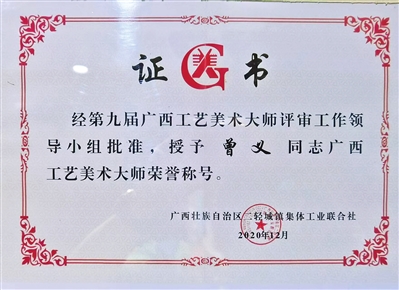 证 美 书
经第九届广西工艺美术大师评审工作领
导小组批准，授予 曾义 同志广西
工艺美术大师荣誉称号。
广西壮族自治区二轻城镇集体工业联合社
2020年12月